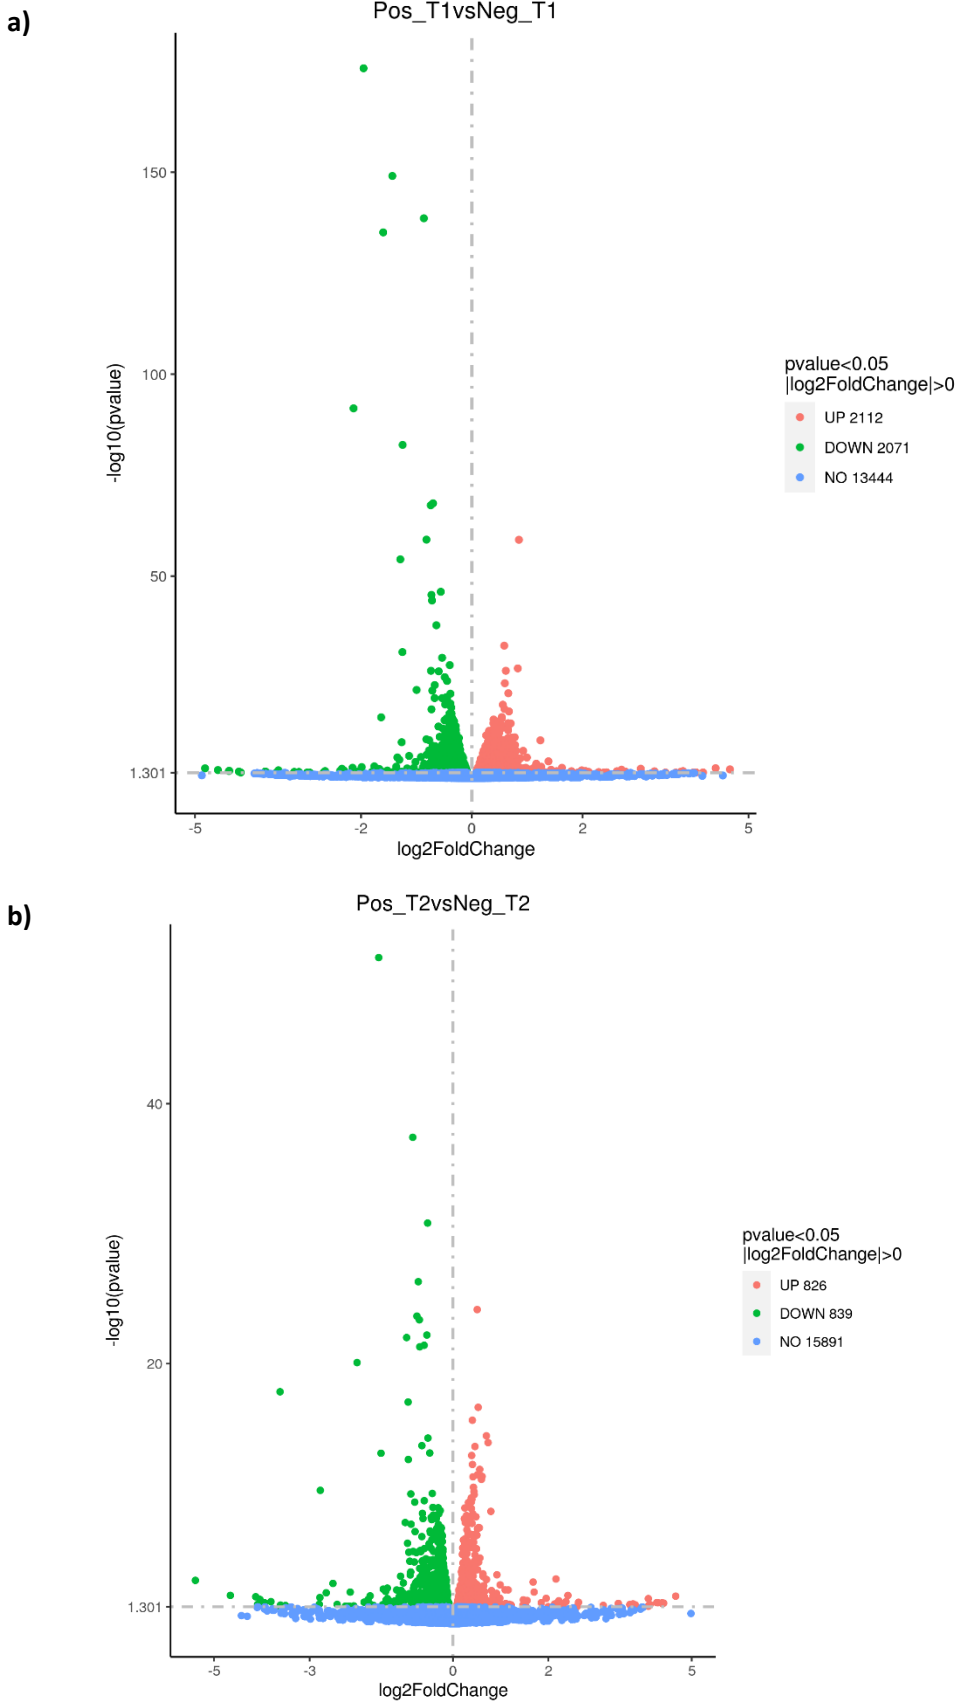 a)
Pos_T1vsNeg_T1
150
100
50
1.301
-log10(pvalue)
-5
-2
0
2
5
log2FoldChange
pvalue<0.05
|log2FoldChange|>0
UP 2112
DOWN 2071
NO 13444
b)
Pos_T2vsNeg_T2
40
20
1.301
-log10(pvalue)
-5
-3
0
2
5
log2FoldChange
pvalue<0.05
|log2FoldChange|>0
UP 826
DOWN 839
NO 15891